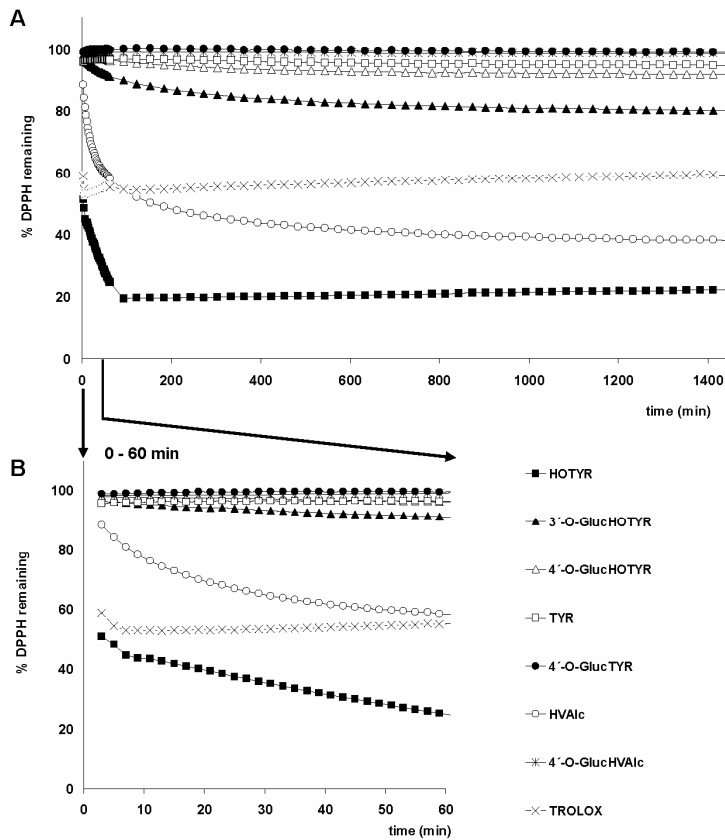 A
% DPPH remaining
100
80
60
40
20
0
0 200 400 600 800 1000 1200 1400
time (min)
0 - 60 min
B
% DPPH remaining
100
80
60
40
20
0
0 10 20 30 40 50 60
time (min)
HOTYR
3´-O-GlucHOTYR
4´-O-GlucHOTYR
TYR
4´-O-GlucTYR
HVAlc
4´-O-GlucHVAlc
TROLOX